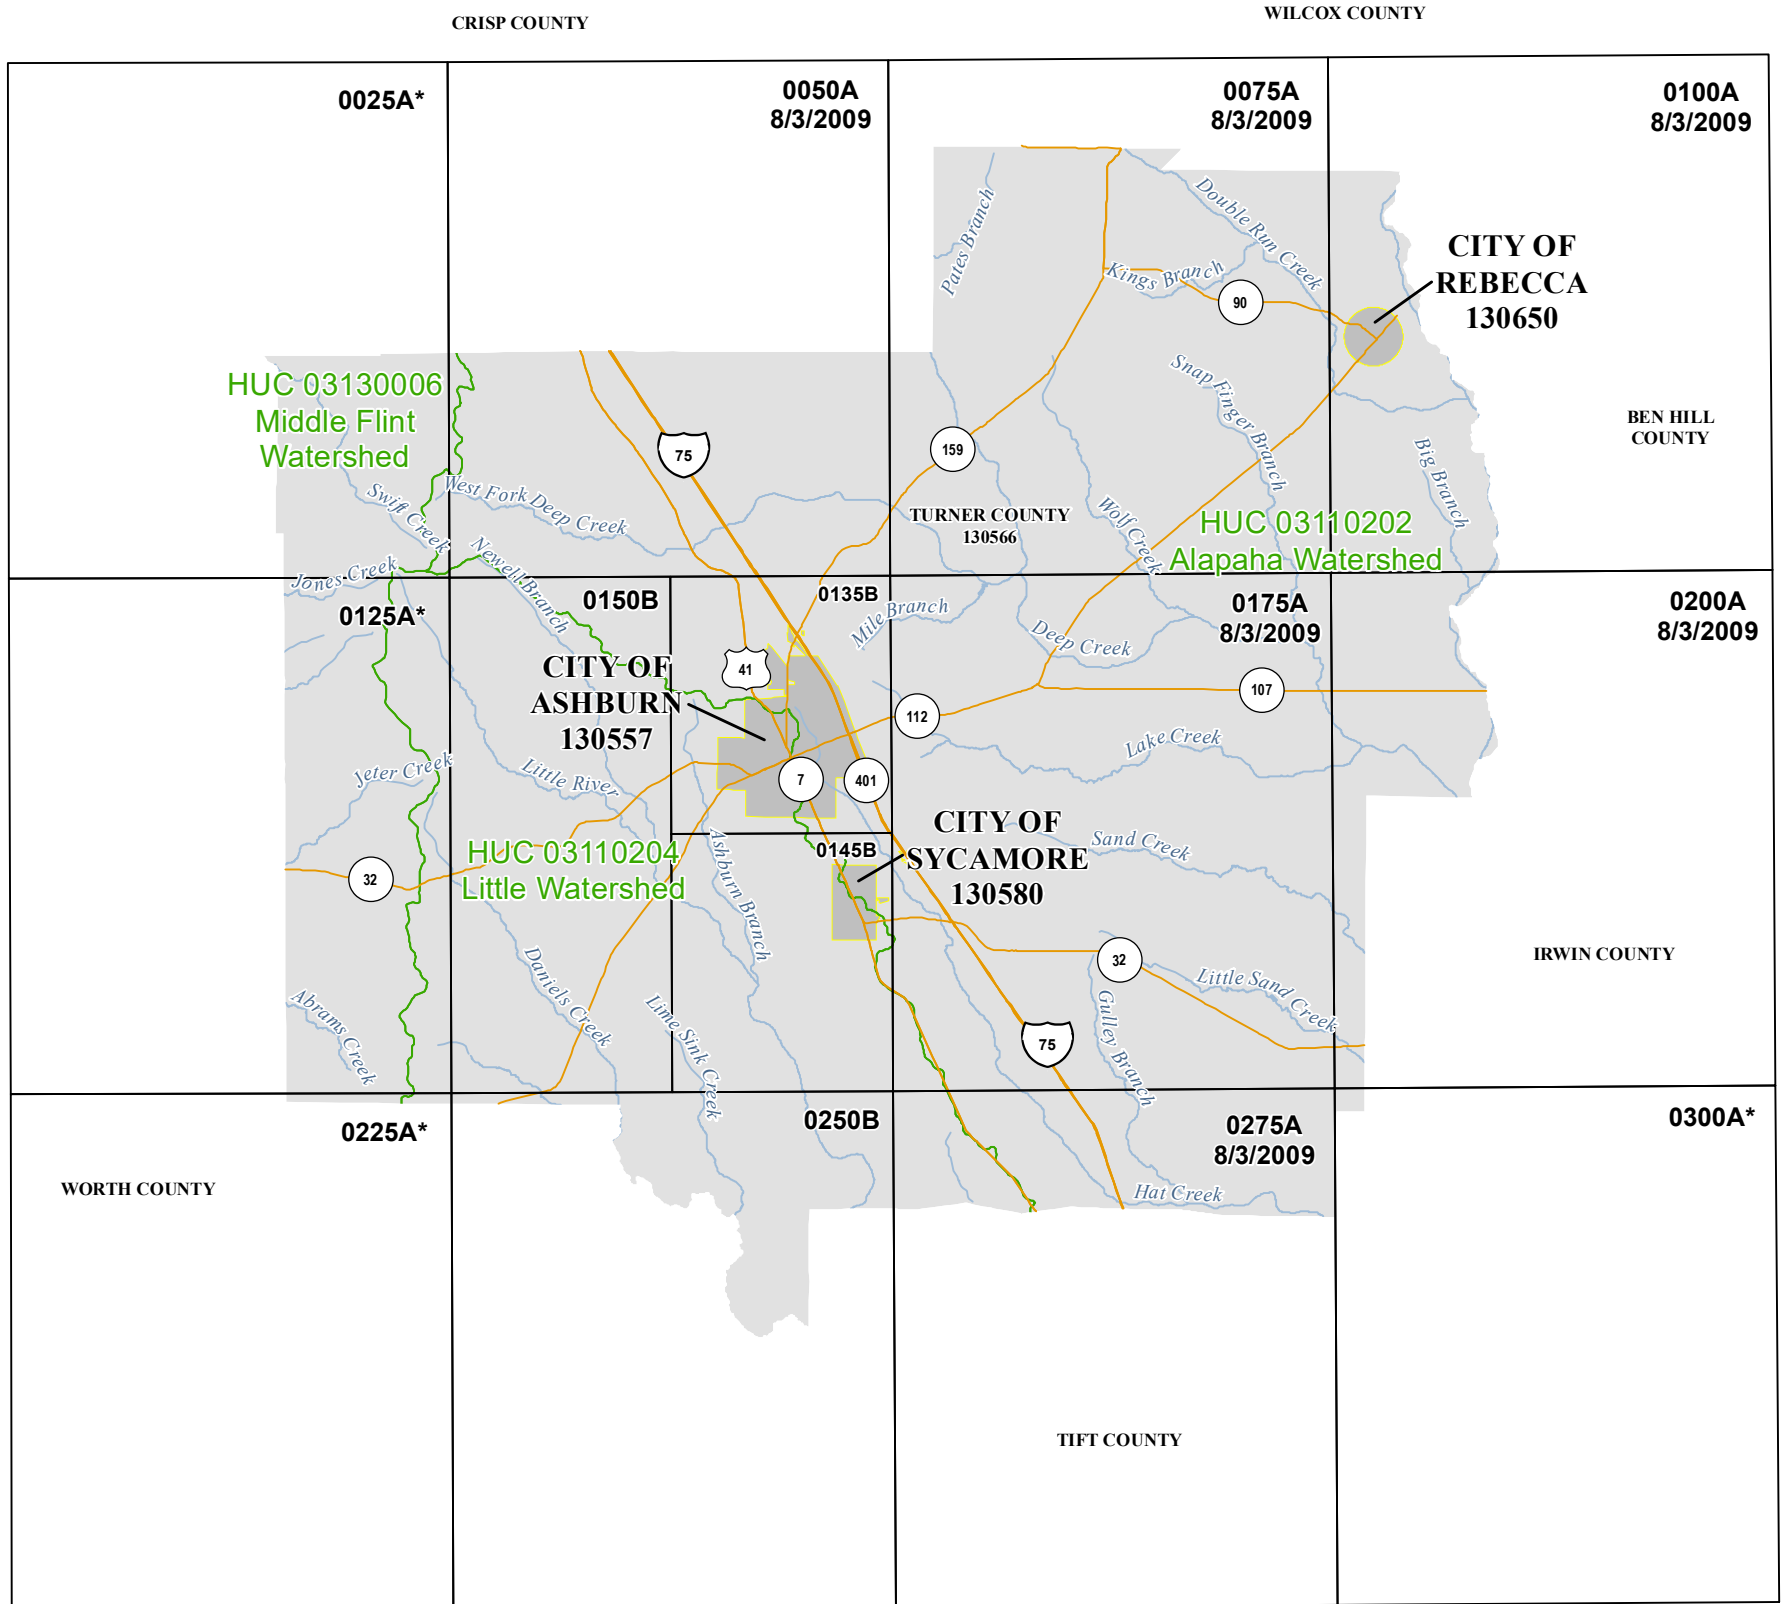 CRISP COUNTY
WILCOX COUNTY
0025A*
0050A
8/3/2009
0075A
8/3/2009
0100A
8/3/2009
Pates Branch
Double Run Creek
Kings Branch
90
CITY OF
REBECCA
130650
HUC 03130006
Middle Flint
Watershed
75
159
Snap Finger Branch
Big Branch
BEN HILL
COUNTY
Swift Creek
West Fork Deep Creek
TURNER COUNTY
130566
Wolf Creek
HUC 03110202
Alapaha Watershed
Jones Creek
Newell Branch
0125A*
0150B
0135B
Mile Branch
Deep Creek
0175A
8/3/2009
0200A
8/3/2009
CITY OF
ASHBURN
130557
41
112
107
Jeter Creek
Little River
7
401
Lake Creek
32
HUC 03110204
Little Watershed
Ashburn Branch
0145B
CITY OF
SYCAMORE
130580
Sand Creek
32
Little Sand Creek
IRWIN COUNTY
Abrams Creek
Daniels Creek
Lime Sink Creek
75
Gulley Branch
0225A*
0250B
0275A
8/3/2009
0300A*
WORTH COUNTY
Hat Creek
TIFT COUNTY